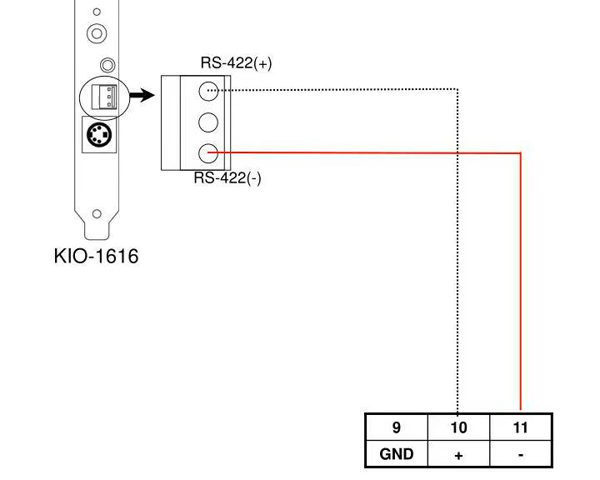 RS-422(+)
RS-422(-)
KIO-1616
9 10 11
GND + -